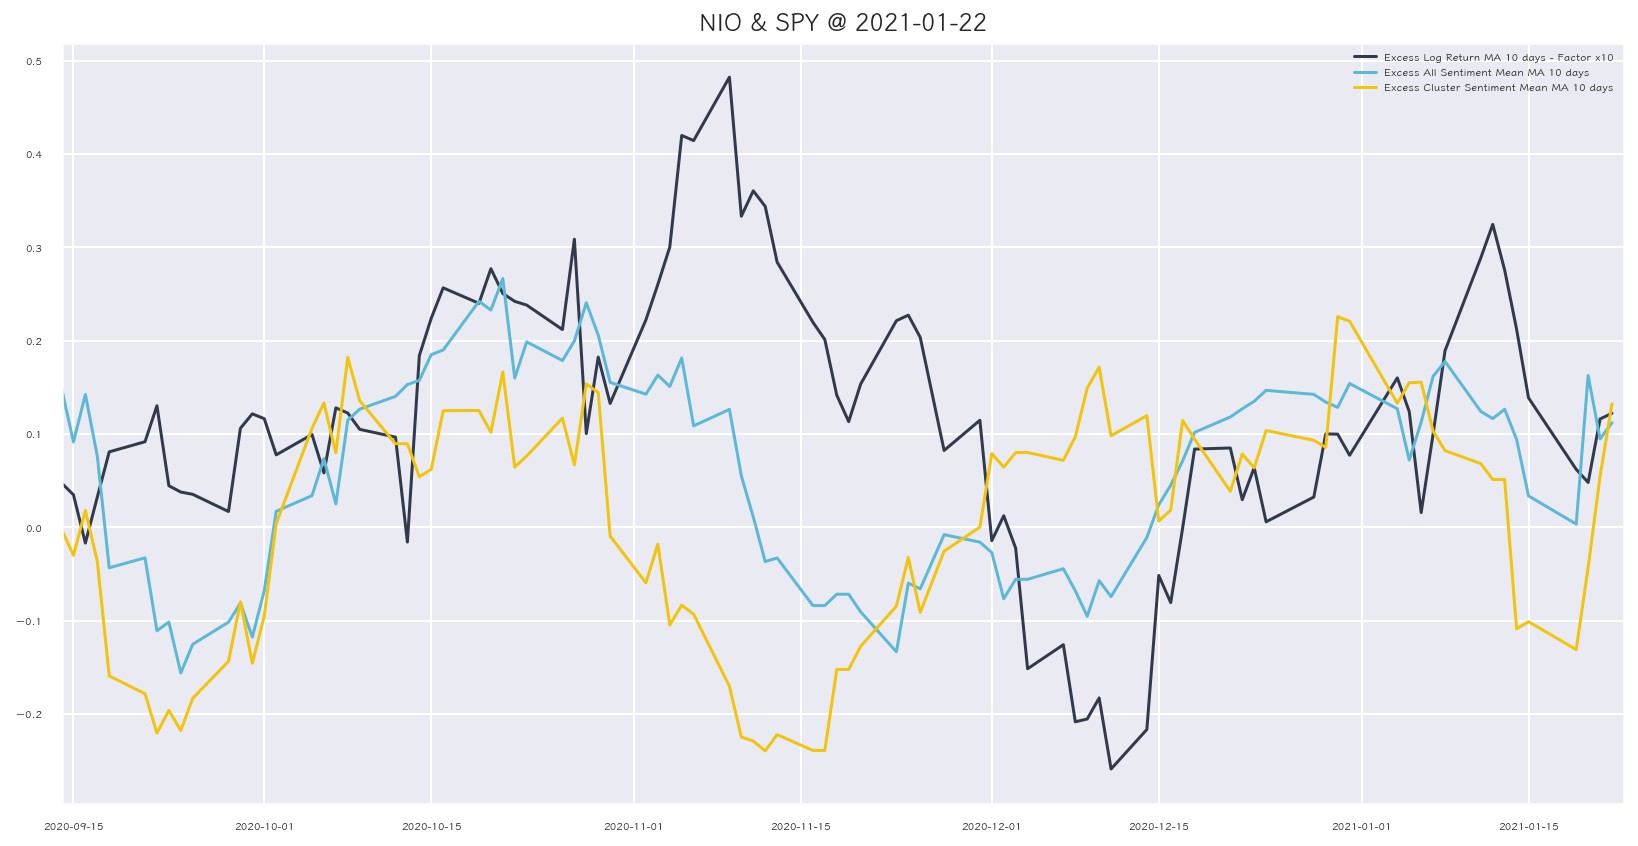 NIO & SPY @ 2021-01-22
Excess Log Return MA 10 days - Factor x10
Excess All Sentiment Mean MA 10 days
Excess Cluster Sentiment Mean MA 10 days
0.5
0.4
0.3
0.2
0.1
0.0
−0.1
−0.2
2020-09-15 2020-10-01 2020-10-15 2020-11-01 2020-11-15 2020-12-01 2020-12-15 2021-01-01 2021-01-15